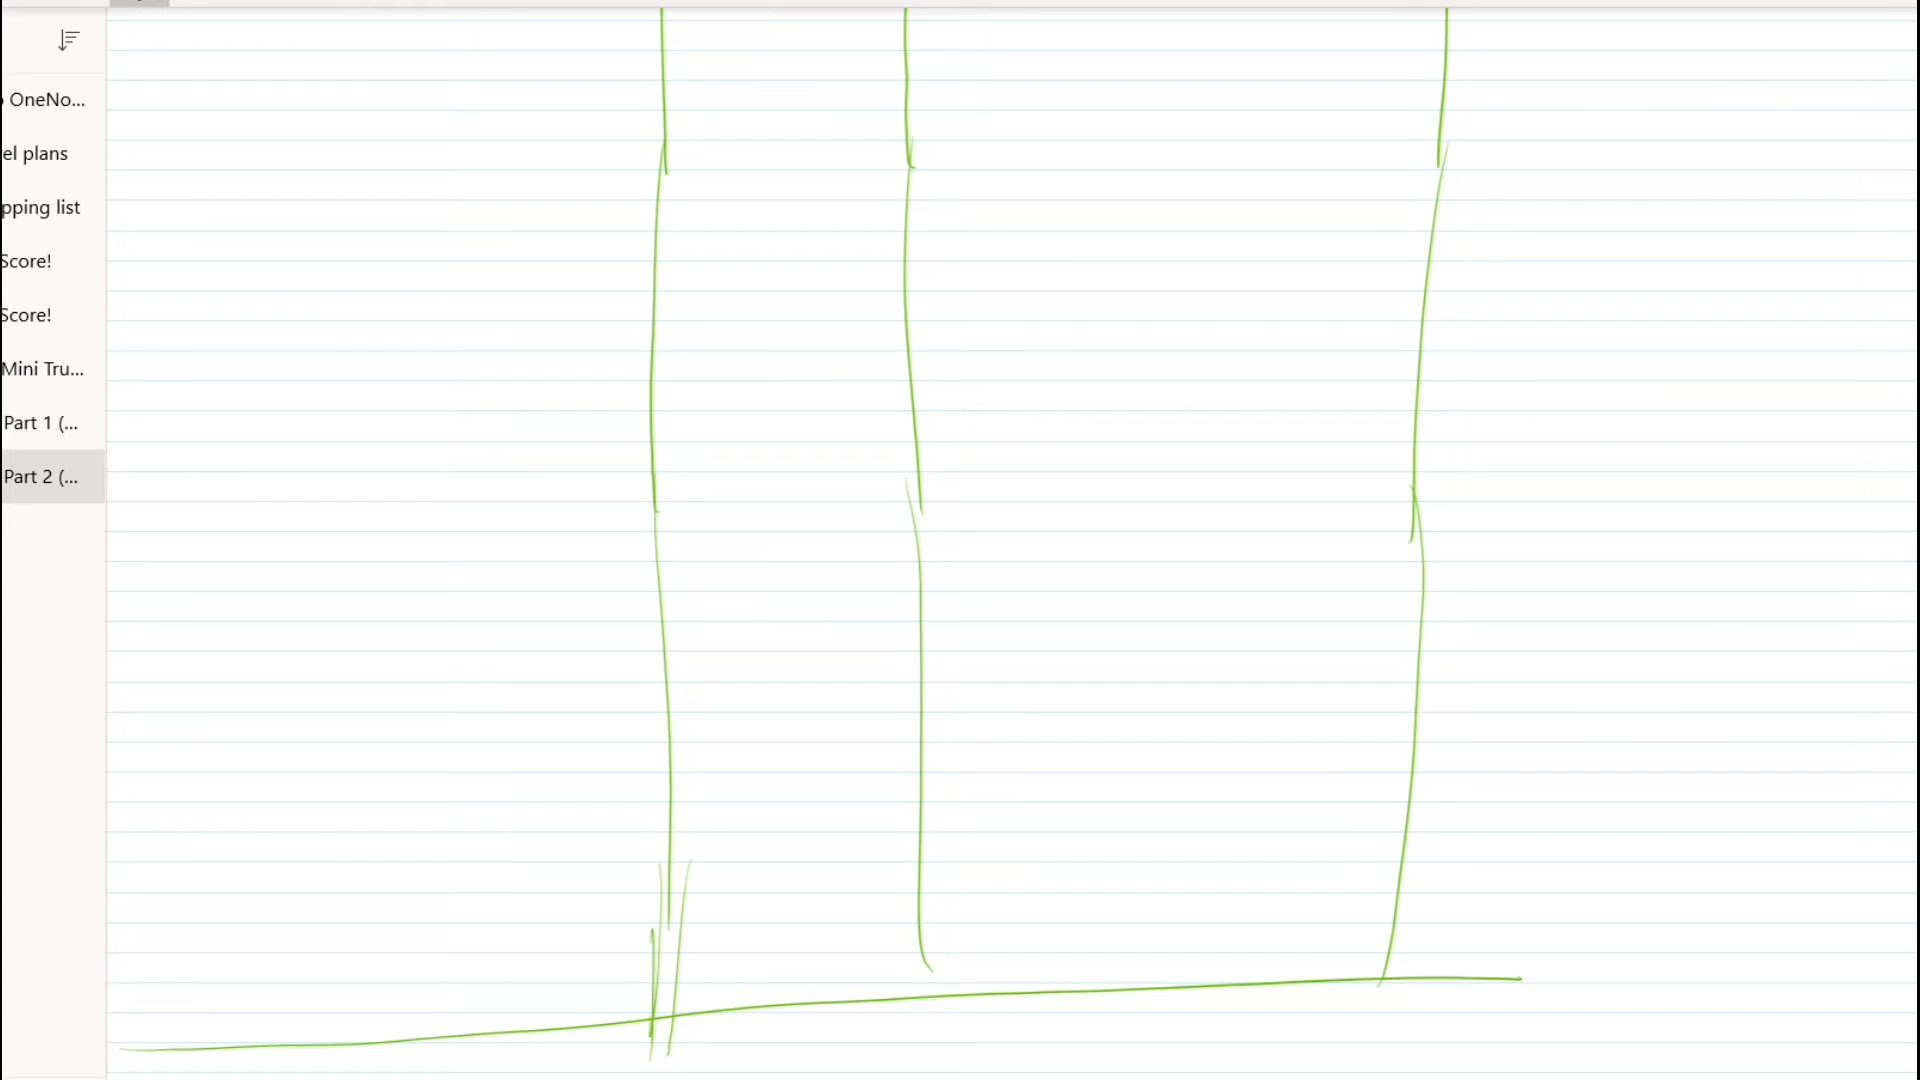 OneNo...
el plans
pping list
Score!
Score!
Mini Tru...
Part 1 (...
Part 2 (...